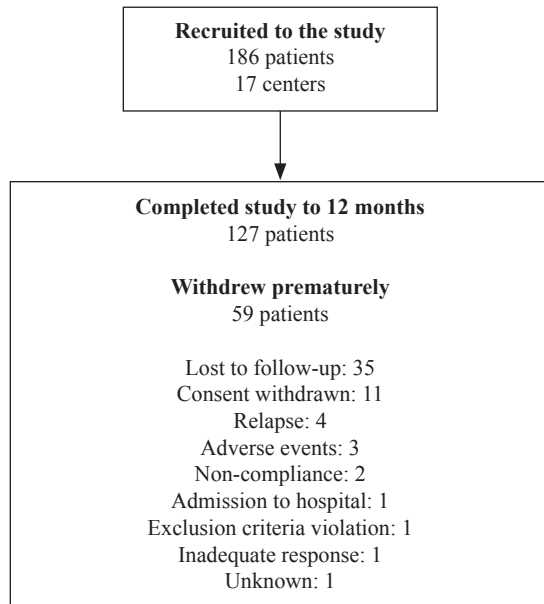 Recruited to the study
186 patients
17 centers
Completed study to 12 months
127 patients
Withdrew prematurely
59 patients
Lost to follow-up: 35
Consent withdrawn: 11
Relapse: 4
Adverse events: 3
Non-compliance: 2
Admission to hospital: 1
Exclusion criteria violation: 1
Inadequate response: 1
Unknown: 1